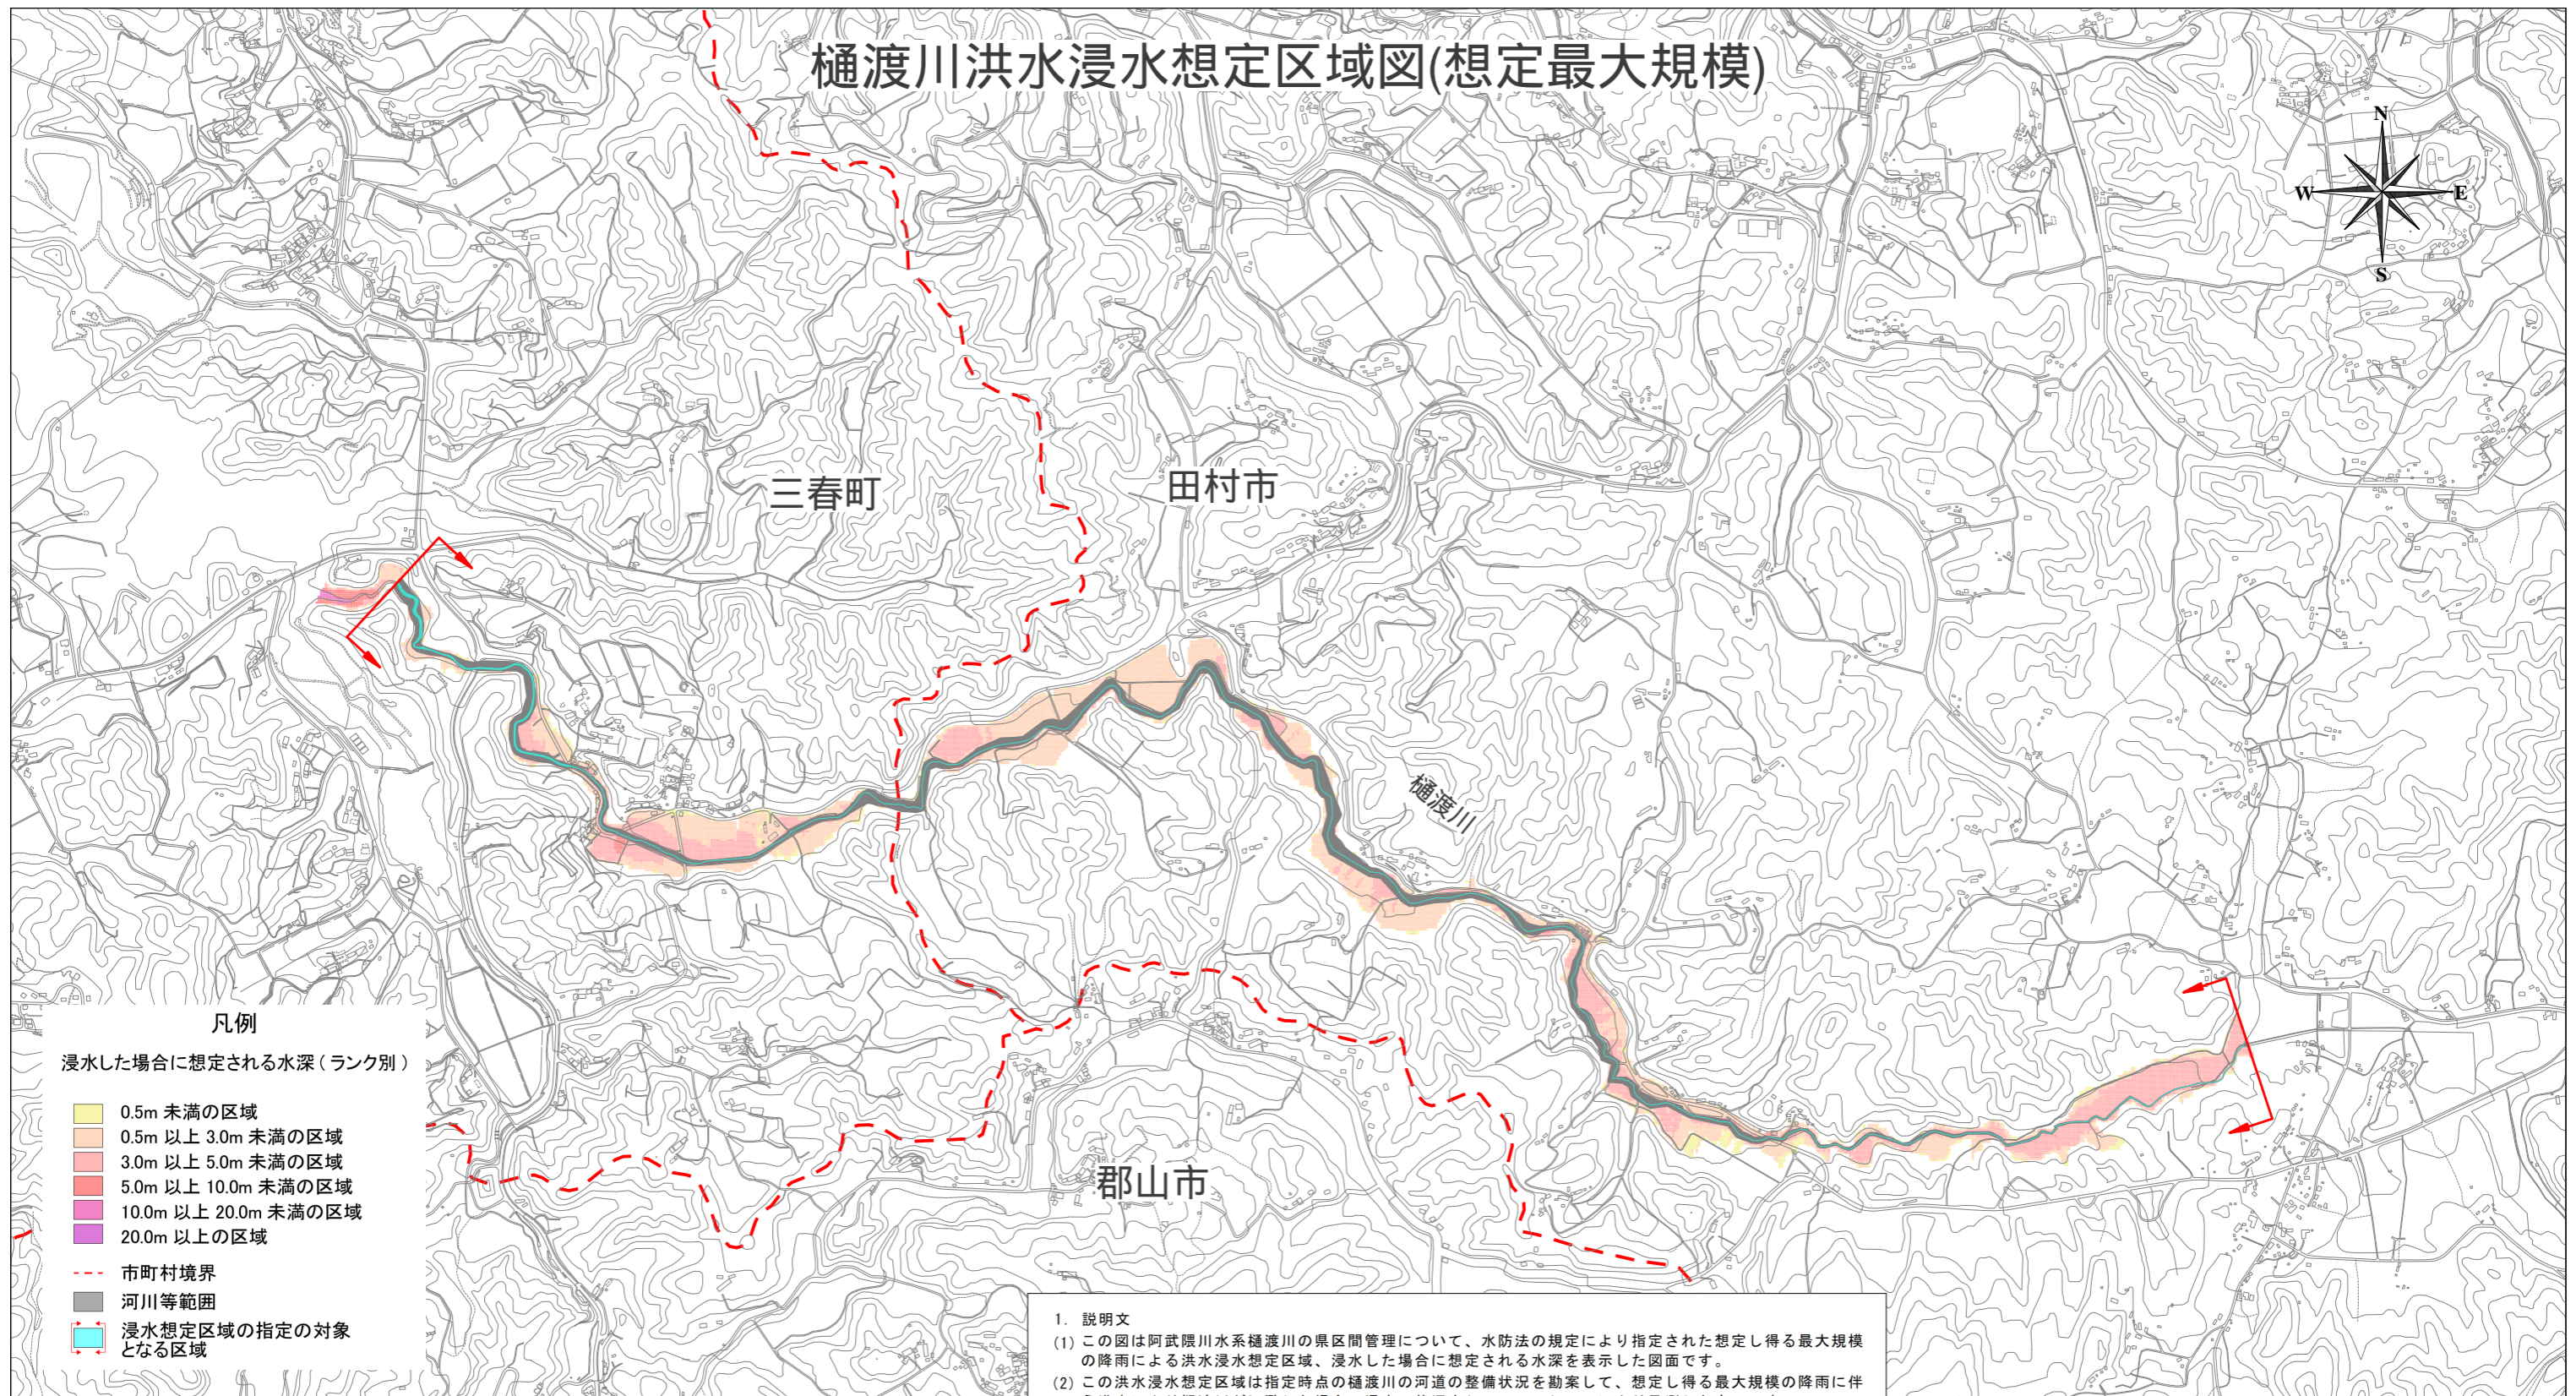 樋渡川洪水浸水想定区域図(想定最大規模)
N
W
E
S
三春町
田村市
樋渡川
郡山市
凡例
浸水した場合に想定される水深(ランク別)
0.5m 未満の区域
0.5m 以上 3.0m 未満の区域
3.0m 以上 5.0m 未満の区域
5.0m 以上 10.0m 未満の区域
10.0m 以上 20.0m 未満の区域
20.0m 以上の区域
市町村境界
河川等範囲
浸水想定区域の指定の対象
となる区域
1. 説明文
(1) この図は阿武隈川水系樋渡川の県区間管理について、水防法の規定により指定された想定し得る最大規模
の降雨による洪水浸水想定区域、浸水した場合に想定される水深を表示した図面です。
(2) この洪水浸水想定区域は指定時点の樋渡川の河道の整備状況を勘案して、想定し得る最大規模の降雨に伴